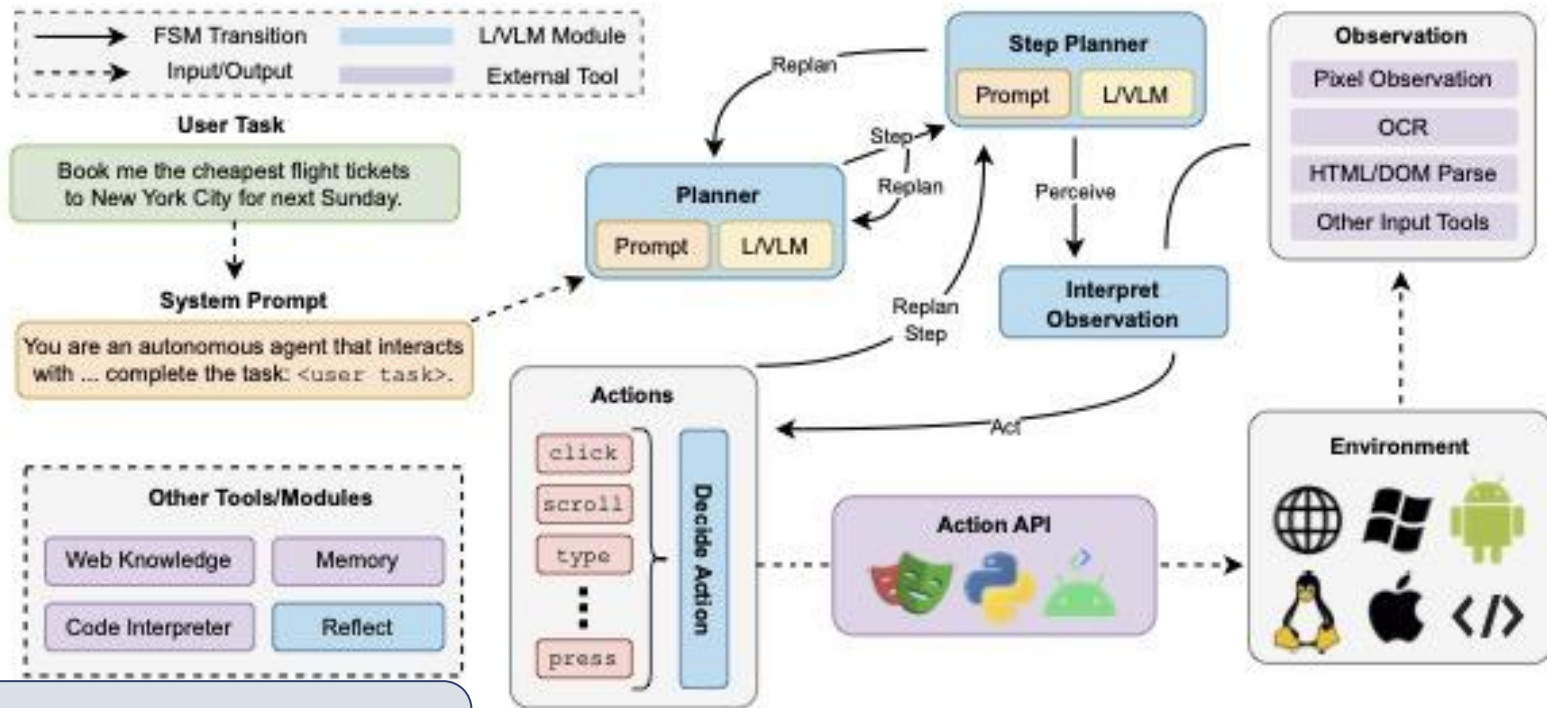 FSM Transition
L/VLM Module
Input/Output
External Tool
User Task
Book me the cheapest flight tickets
to New York City for next Sunday.
System Prompt
You are an autonomous agent that interacts
with ... complete the task: <user task>.
Other Tools/Modules
Web Knowledge
Memory
Code Interpreter
Reflect
Replan
Step Planner
Prompt
L/VLM
Step
Replan
Planner
Prompt
L/VLM
Perceive
Interpret
Observation
Replan
Step
Act
Actions
click
scroll
type
press
Decide Action
Action API
Observation
Pixel Observation
OCR
HTML/DOM Parse
Other Input Tools
Environment
</>